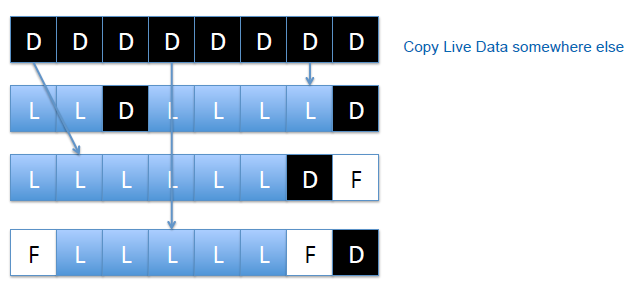 D D D D D D D D
Copy Live Data somewhere else
L L D L L L L D
L L L L L L D F
F L L L L L F D